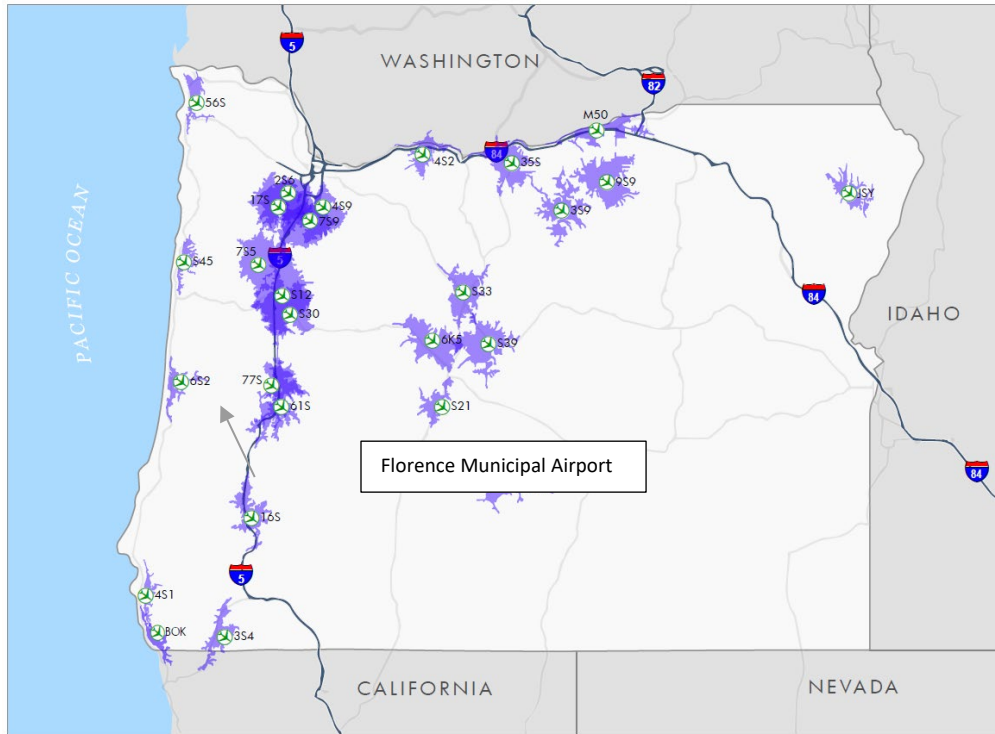 5
WASHINGTON
82
56S
M50
4S2
84
35S
2S6
9S9
JSY
17S
4S9
3S9
7S9
PACIFIC OCEAN
7S5
5
S45
S12
S33
84
S30
IDAHO
6K5
S39
6S2
77S
61S
S21
Florence Municipal Airport
84
16S
5
4S1
BOK
3S4
CALIFORNIA
NEVADA